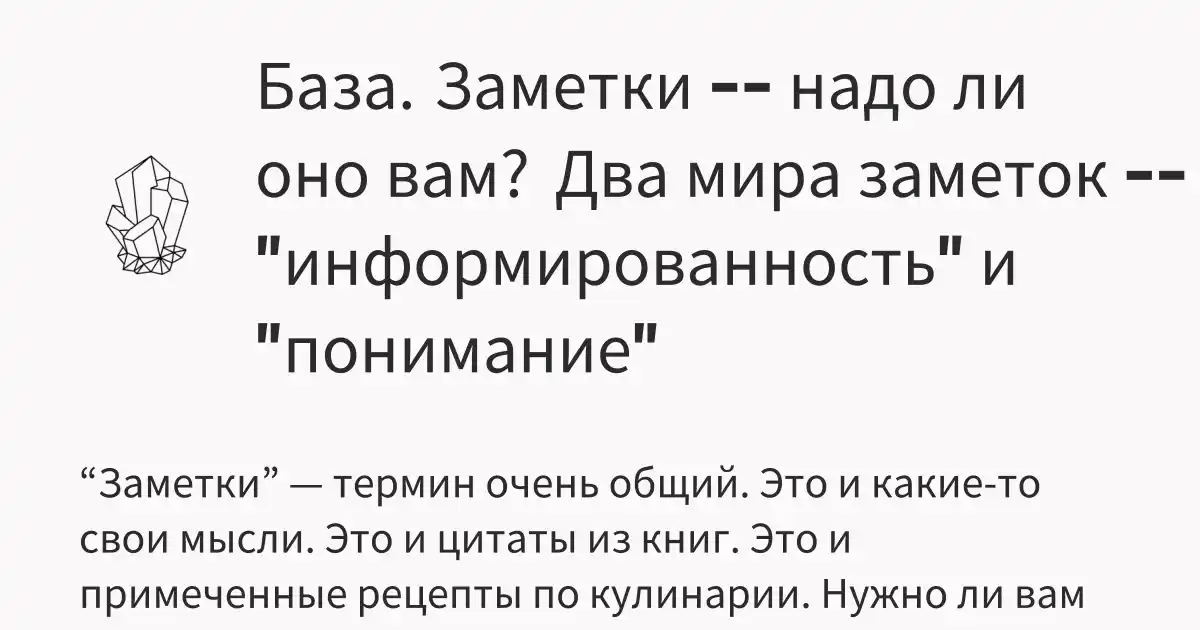 База. Заметки -- надо ли
оно вам? Два мира заметок --
"информированность" и
"понимание"
“Заметки” — термин очень общий. Это и какие-то
свои мысли. Это и цитаты из книг. Это и
примеченные рецепты по кулинарии. Нужно ли вам